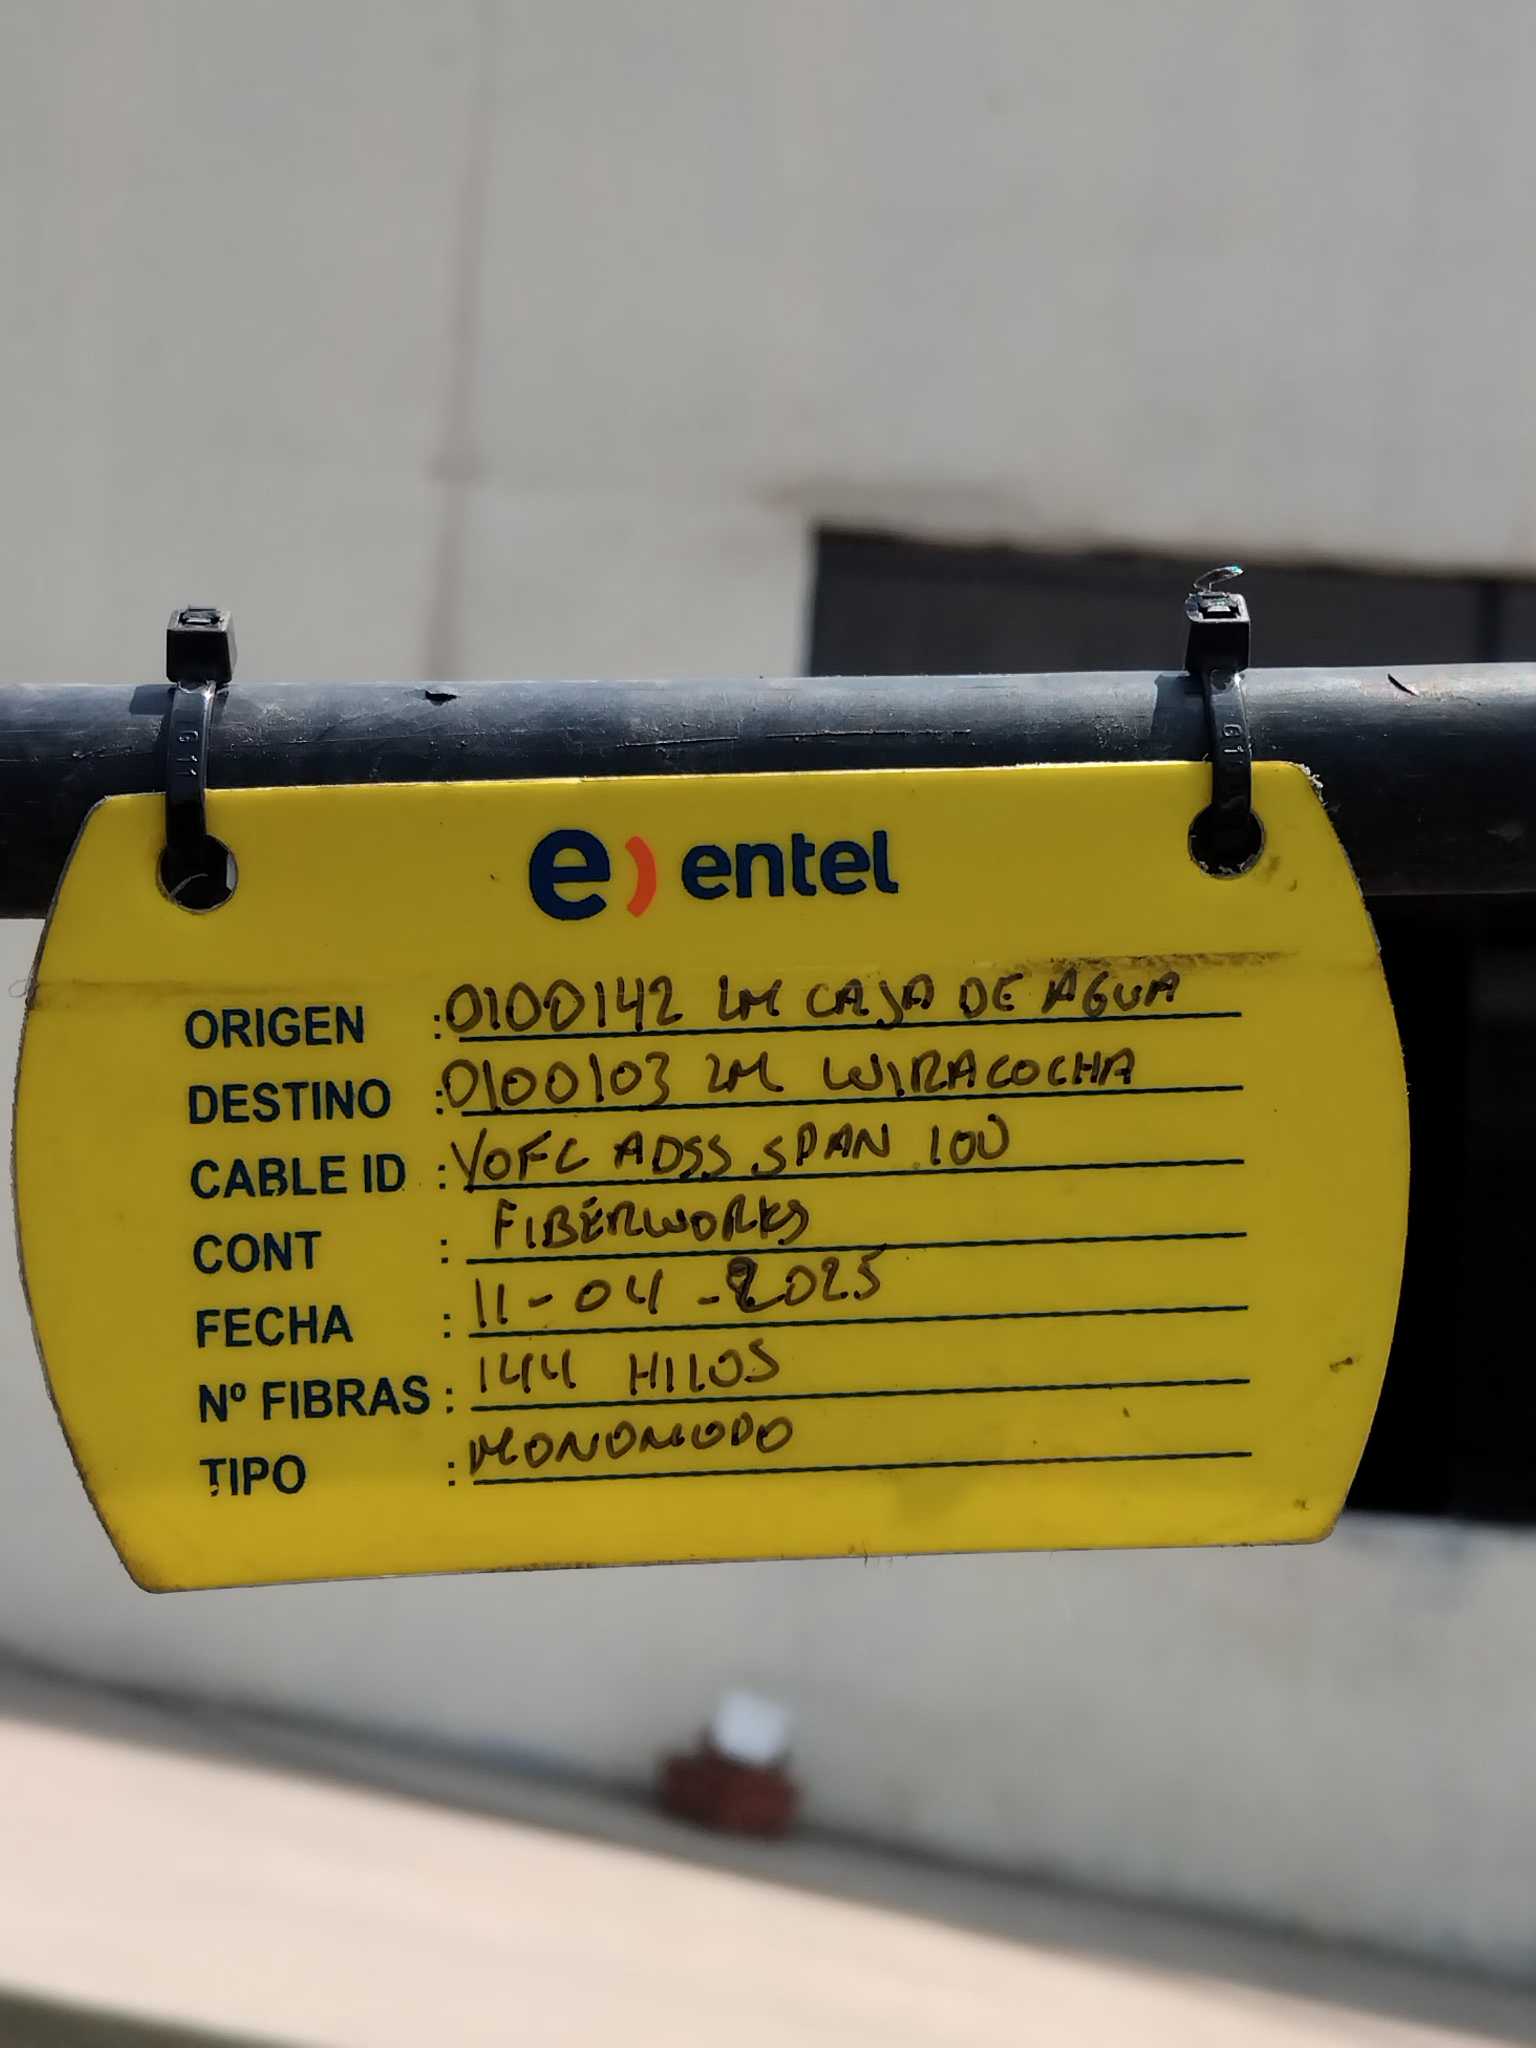 e) entel
ORIGEN : 0100142 LM CAJA DE AGUA
DESTINO : 0100103 LM WIRACOCHA
CABLE ID : YOFC ADSS SPAN 100
CONT : FIBERWORKS
FECHA : 11-04-2025
Nº FIBRAS : 144 HILOS
TIPO : MONOMODO